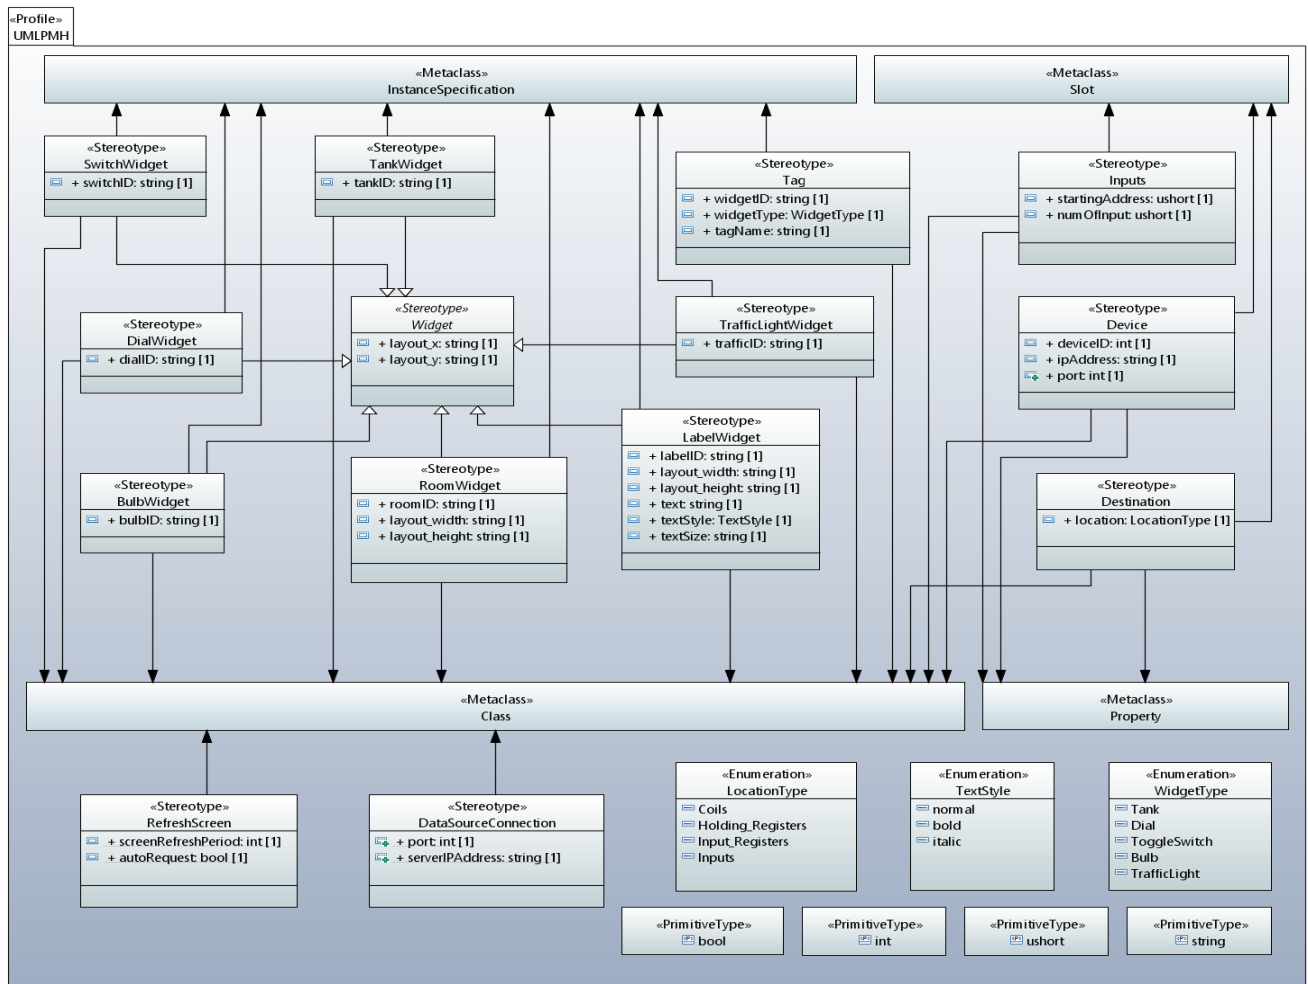 «Profile»
UMLPMH
«Metaclass»
InstanceSpecification
«Metaclass»
Slot
«Stereotype»
SwitchWidget
+ switchID: string [1]
«Stereotype»
TankWidget
+ tankID: string [1]
«Stereotype»
Tag
+ widgetID: string [1]
+ widgetType: WidgetType [1]
+ tagName: string [1]
«Stereotype»
Inputs
+ startingAddress: ushort [1]
+ numOfInput: ushort [1]
«Stereotype»
DialWidget
+ dialID: string [1]
«Stereotype»
Widget
+ layout_x: string [1]
+ layout_y: string [1]
«Stereotype»
TrafficLightWidget
+ trafficID: string [1]
«Stereotype»
Device
+ deviceID: int [1]
+ ipAddress: string [1]
+ port: int [1]
«Stereotype»
BulbWidget
+ bulbID: string [1]
«Stereotype»
RoomWidget
+ roomID: string [1]
+ layout_width: string [1]
+ layout_height: string [1]
«Stereotype»
LabelWidget
+ labelID: string [1]
+ layout_width: string [1]
+ layout_height: string [1]
+ text: string [1]
+ textStyle: TextStyle [1]
+ textSize: string [1]
«Stereotype»
Destination
+ location: LocationType [1]
«Metaclass»
Class
«Metaclass»
Property
«Stereotype»
RefreshScreen
+ screenRefreshPeriod: int [1]
+ autoRequest: bool [1]
«Stereotype»
DataSourceConnection
+ port: int [1]
+ serverIPAddress: string [1]
«Enumeration»
LocationType
Coils
Holding_Registers
Input_Registers
Inputs
«Enumeration»
TextStyle
normal
bold
italic
«Enumeration»
WidgetType
Tank
Dial
ToggleSwitch
Bulb
TrafficLight
«PrimitiveType»
bool
«PrimitiveType»
int
«PrimitiveType»
ushort
«PrimitiveType»
string